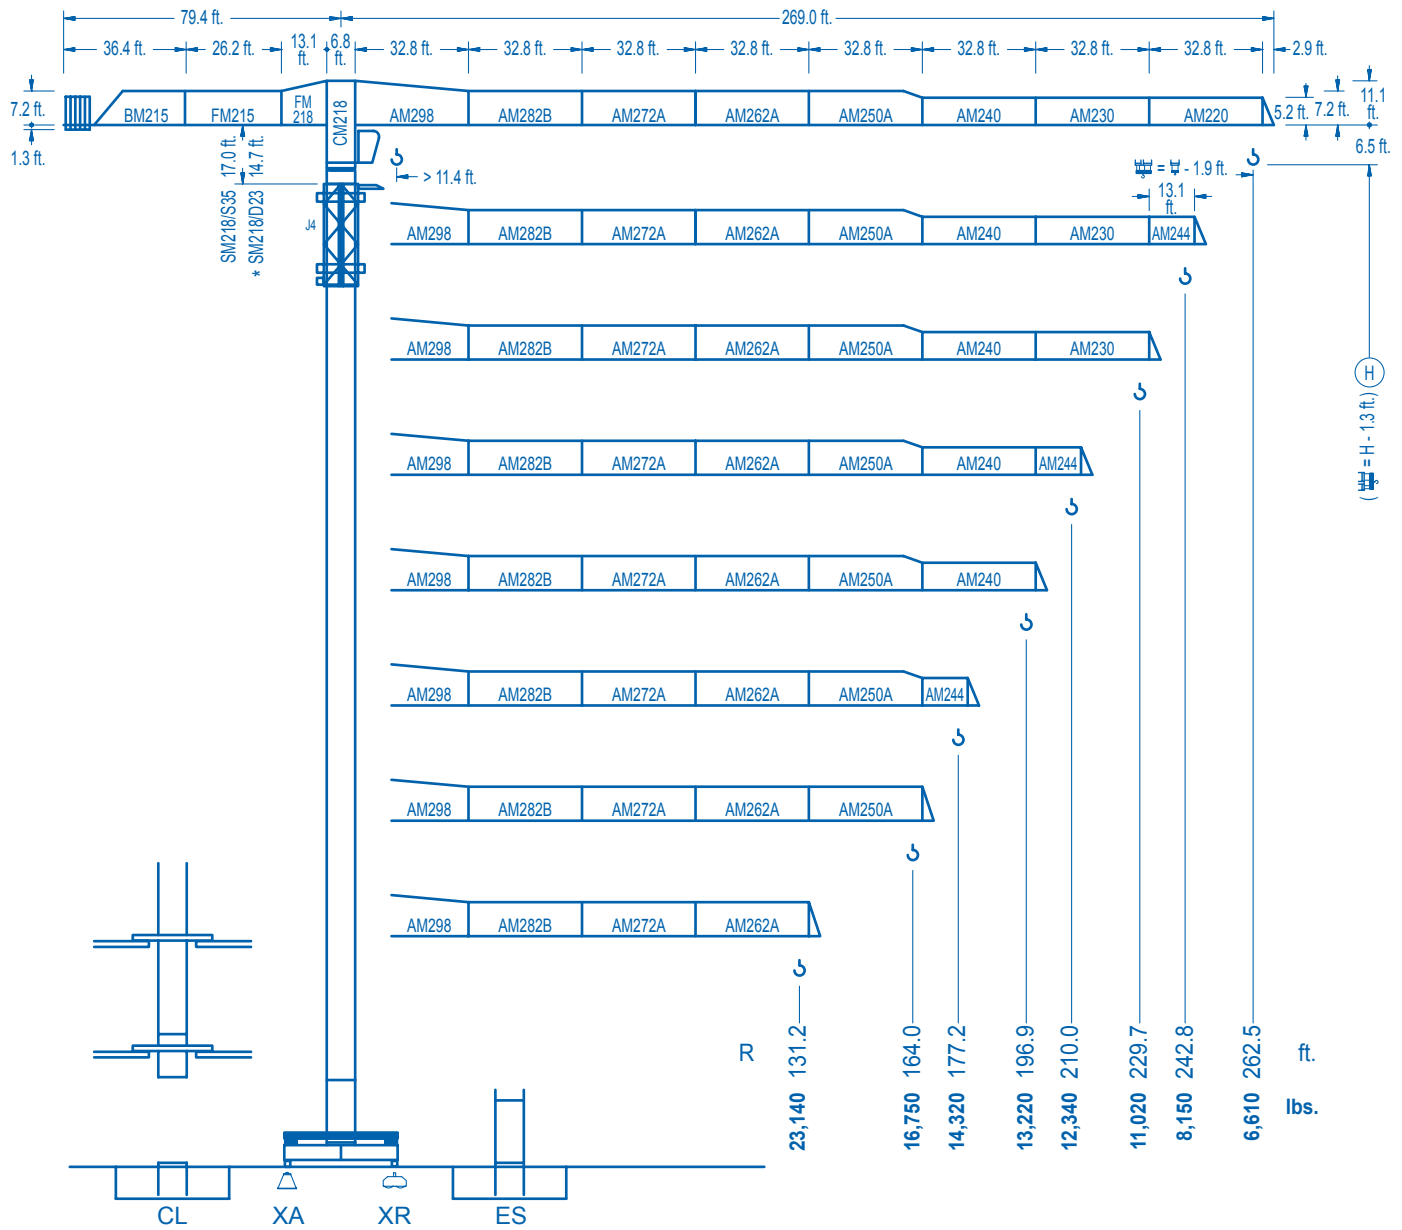 79.4 ft.
269.0 ft.
36.4 ft.
26.2 ft.
13.1 ft.
6.8 ft.
32.8 ft.
32.8 ft.
32.8 ft.
32.8 ft.
32.8 ft.
32.8 ft.
32.8 ft.
32.8 ft.
2.9 ft.
7.2 ft.
1.3 ft.
BM215
FM215
FM 218
CM218
AM298
AM282B
AM272A
AM262A
AM250A
AM240
AM230
AM220
5.2 ft.
7.2 ft.
11.1 ft.
6.5 ft.
SM218/S35 17.0 ft.
* SM218/D23 14.7 ft.
> 11.4 ft.
= - 1.9 ft.
13.1 ft.
J4
AM298 AM282B AM272A AM262A AM250A AM240 AM230 AM244
AM298 AM282B AM272A AM262A AM250A AM240 AM230
H
( = H - 1.3 ft.)
AM298 AM282B AM272A AM262A AM250A AM240 AM244
AM298 AM282B AM272A AM262A AM250A AM240
AM298 AM282B AM272A AM262A AM250A AM244
AM298 AM282B AM272A AM262A AM250A
AM298 AM282B AM272A AM262A
R 131.2 164.0 177.2 196.9 210.0 229.7 242.8 262.5 ft.
23,140 16,750 14,320 13,220 12,340 11,020 8,150 6,610 lbs.
CL XA XR ES